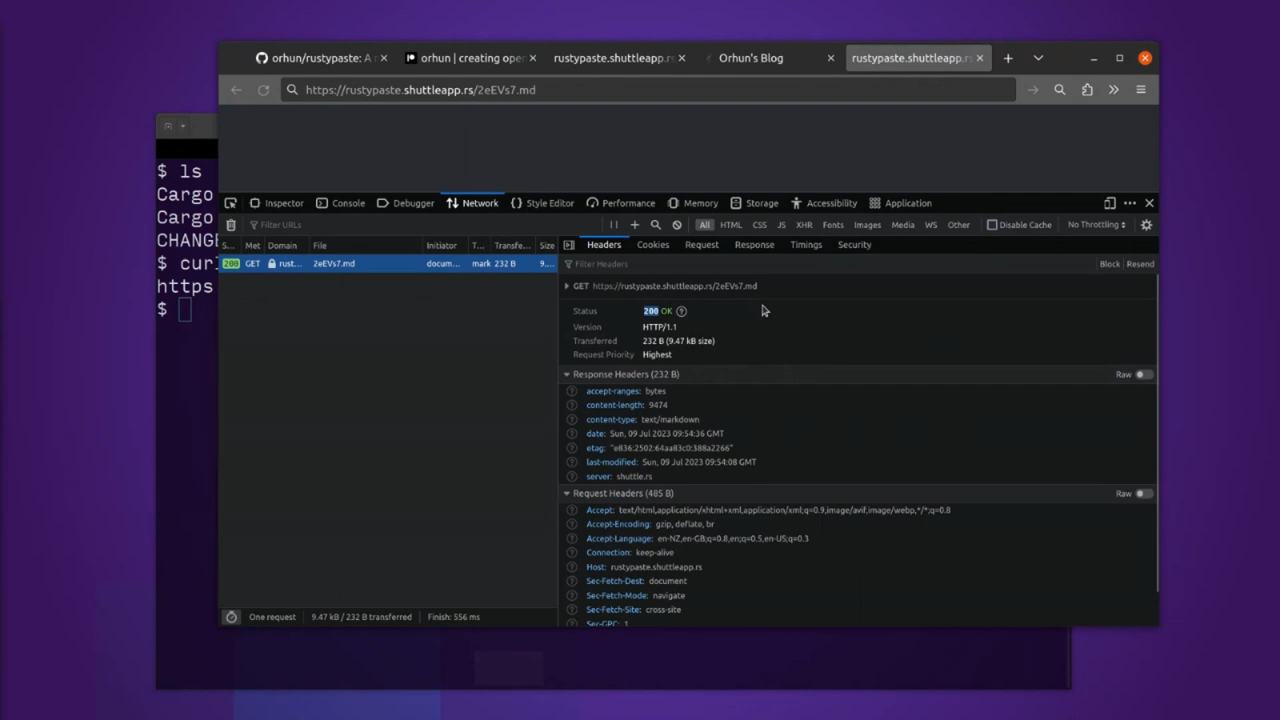 orhun/rustypaste: A r
orhun | creating oper
rustypaste.shuttleapp.rs
Orhun's Blog
rustypaste.shuttleapp.rs
https://rustypaste.shuttleapp.rs/2eEVs7.md
$ ls
Cargo
Cargo
CHANGE
$ curl
https
$
Inspector Console Debugger Network Style Editor Performance Memory Storage Accessibility Application
Filter URLs
All HTML CSS JS XHR Fonts Images Media WS Other Disable Cache No Throttling
S... Met Domain File Initiator T... Transfe... Size
200 GET rust... 2eEVs7.md docum... mark 232 B 9....
Headers Cookies Request Response Timings Security
Filter Headers Block Resend
GET https://rustypaste.shuttleapp.rs/2eEVs7.md
Status 200 OK
Version HTTP/1.1
Transferred 232 B (9.47 kB size)
Request Priority Highest
Response Headers (232 B) Raw
accept-ranges: bytes
content-length: 9474
content-type: text/markdown
date: Sun, 09 Jul 2023 09:54:36 GMT
etag: "e836:2502:64aa83c0:388a2266"
last-modified: Sun, 09 Jul 2023 09:54:08 GMT
server: shuttle.rs
Request Headers (485 B) Raw
Accept: text/html,application/xhtml+xml,application/xml;q=0.9,image/avif,image/webp,*/*;q=0.8
Accept-Encoding: gzip, deflate, br
Accept-Language: en-NZ,en-GB;q=0.8,en;q=0.5,en-US;q=0.3
Connection: keep-alive
Host: rustypaste.shuttleapp.rs
Sec-Fetch-Dest: document
Sec-Fetch-Mode: navigate
Sec-Fetch-Site: cross-site
Sec-GPC: 1
One request 9.47 kB / 232 B transferred Finish: 556 ms